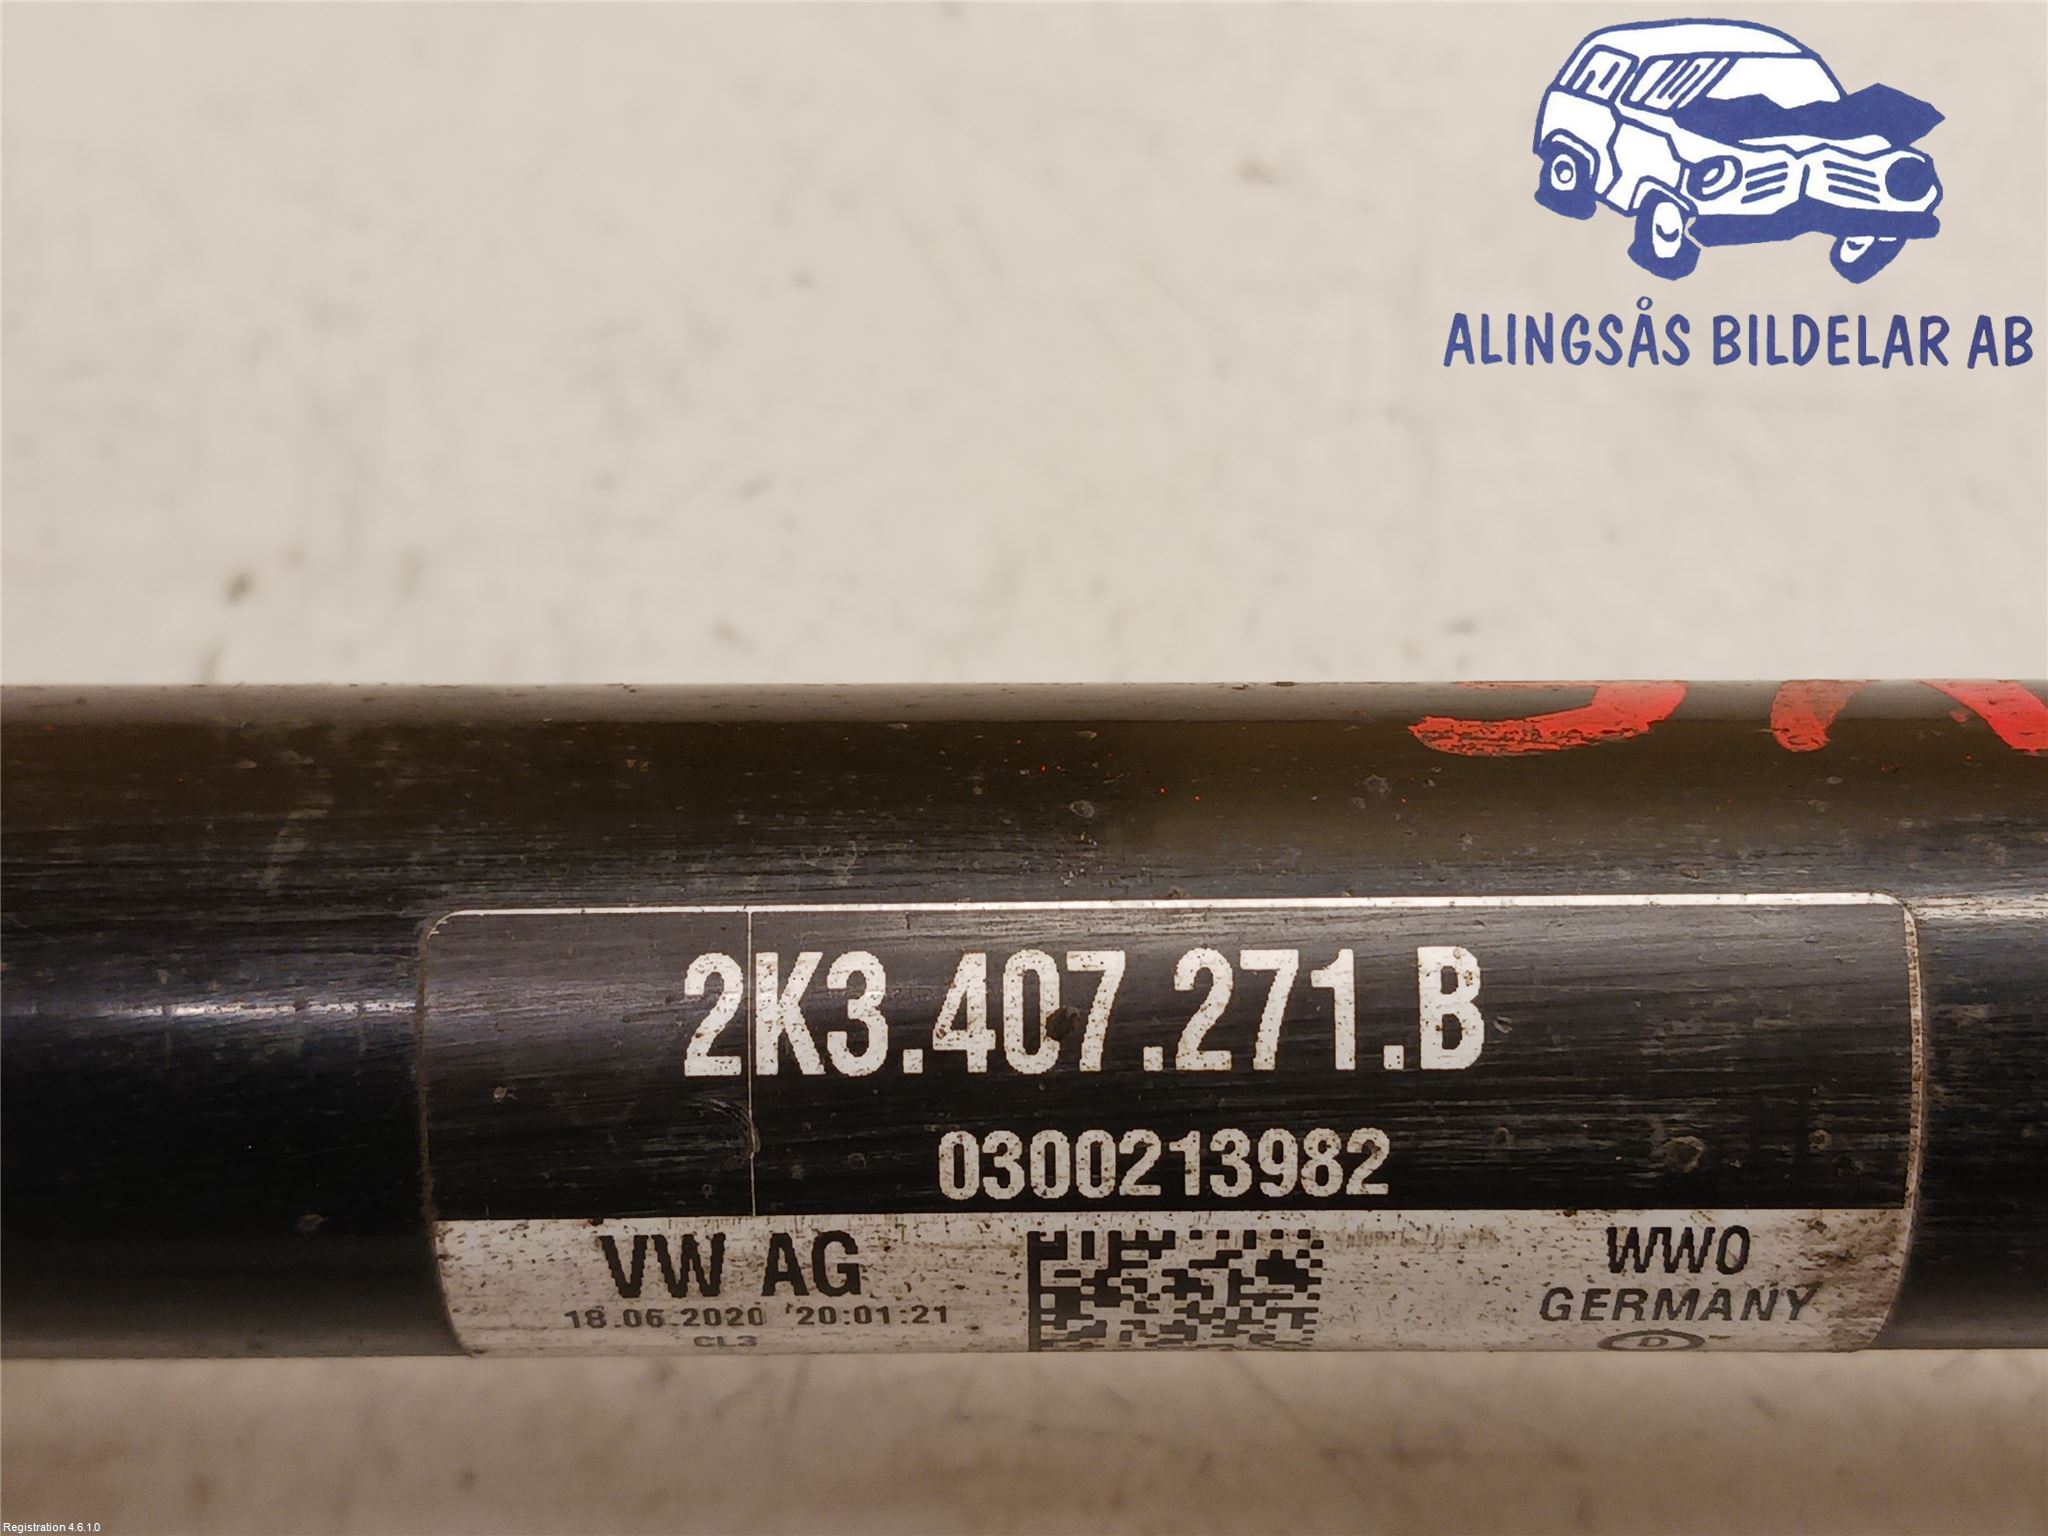 ALINGSÅS BILDELAR AB
2K3.407.271.B
0300213982
VW AG
18.06.2020 20:01:21
CL3
WWO
GERMANY
D
Registration 4.6.1.0